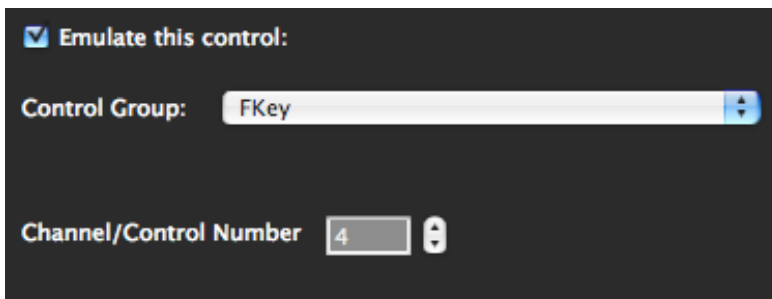 Emulate this control:
Control Group: FKey
Channel/Control Number 4